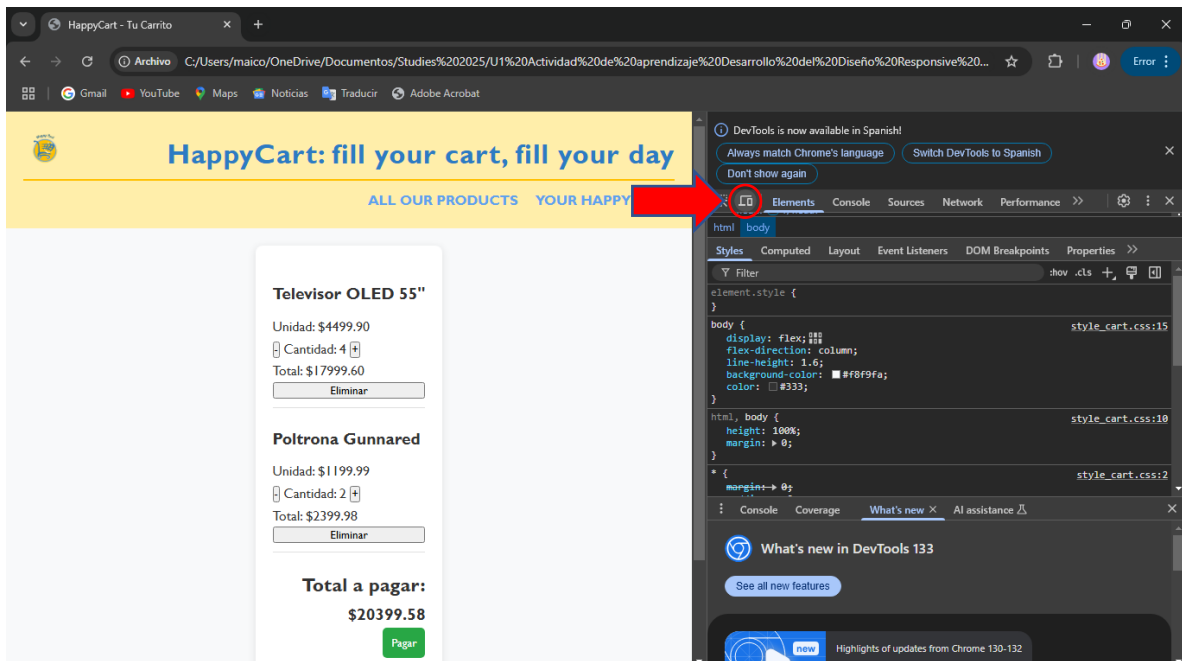 HappyCart - Tu Carrito
Archivo C:/Users/maico/OneDrive/Documentos/Studies%202025/U1%20Actividad%20de%20aprendizaje%20Desarrollo%20del%20Diseño%20Responsive%20...
Error
Gmail YouTube Maps Noticias Traducir Adobe Acrobat
HappyCart: fill your cart, fill your day
ALL OUR PRODUCTS YOUR HAPPY
Televisor OLED 55"
Unidad: $4499.90
- Cantidad: 4 +
Total: $17999.60
Eliminar
Poltrona Gunnared
Unidad: $1199.99
- Cantidad: 2 +
Total: $2399.98
Eliminar
Total a pagar:
$20399.58
Pagar
DevTools is now available in Spanish!
Always match Chrome's language Switch DevTools to Spanish
Don't show again
Elements Console Sources Network Performance
html body
Styles Computed Layout Event Listeners DOM Breakpoints Properties
Filter :hov .cls
element.style {
}
body { style_cart.css:15
display: flex;
flex-direction: column;
line-height: 1.6;
background-color: #f8f9fa;
color: #333;
}
html, body { style_cart.css:10
height: 100%;
margin: 0;
}
* { style_cart.css:2
margin: 0;
Console Coverage What's new AI assistance
What's new in DevTools 133
See all new features
new Highlights of updates from Chrome 130-132